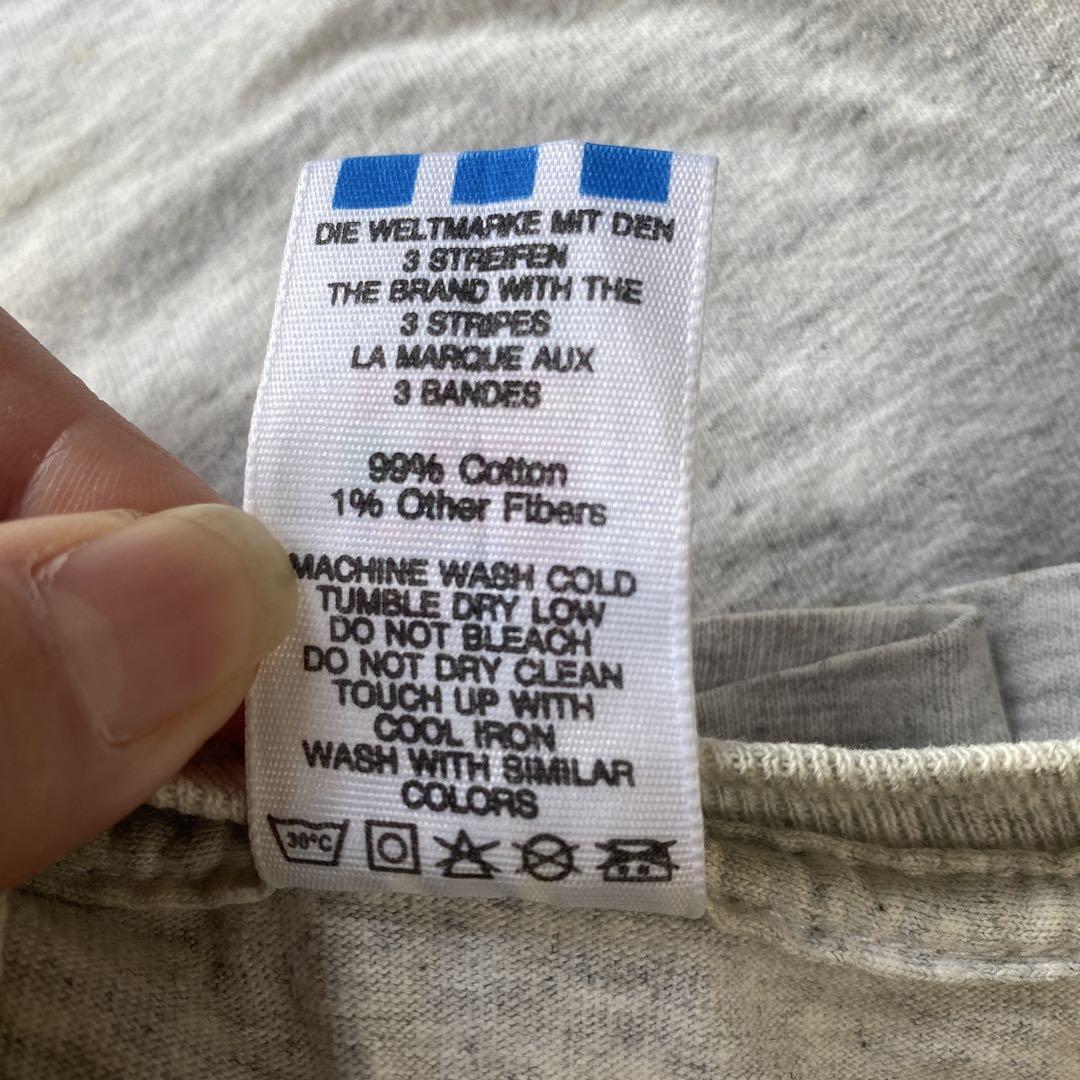 DIE WELTMARKE MIT DEN
3 STREIFEN
THE BRAND WITH THE
3 STRIPES
LA MARQUE AUX
3 BANDES
99% Cotton
1% Other Fibers
MACHINE WASH COLD
TUMBLE DRY LOW
DO NOT BLEACH
DO NOT DRY CLEAN
TOUCH UP WITH
COOL IRON
WASH WITH SIMILAR
COLORS
30°C